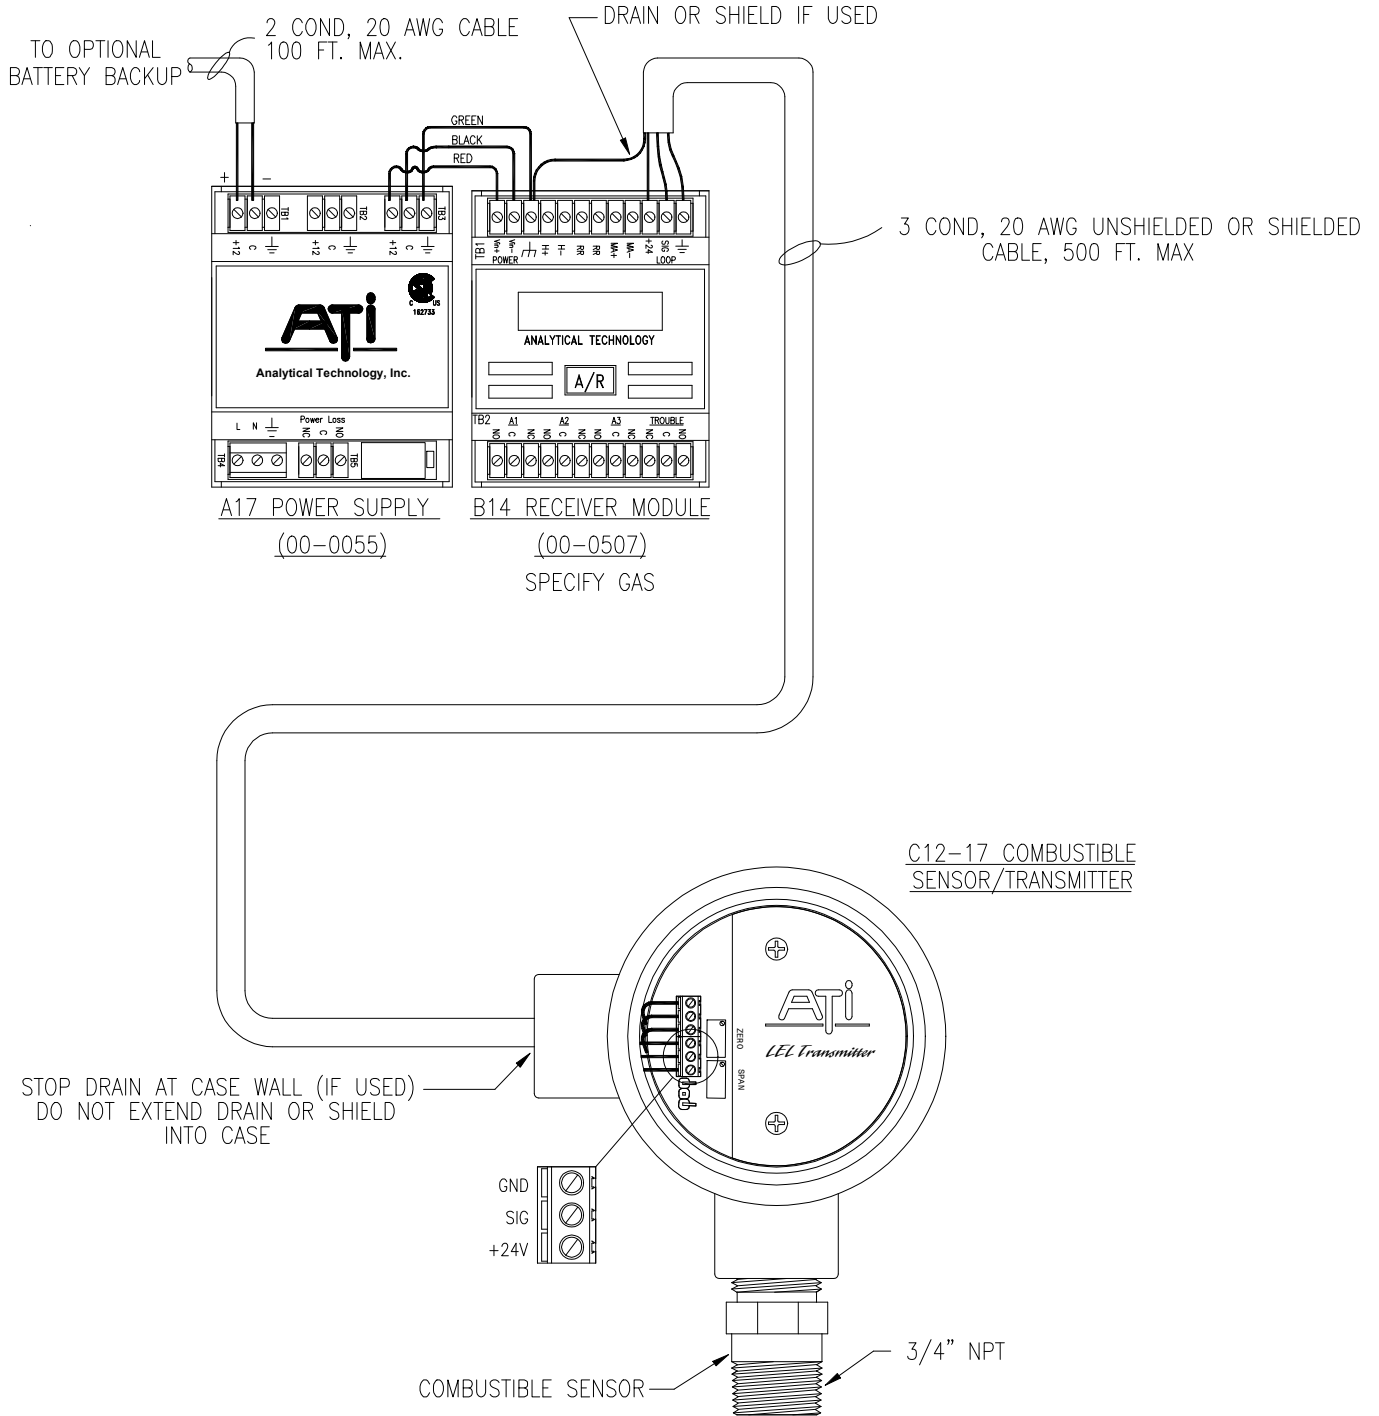 DRAIN OR SHIELD IF USED
2 COND, 20 AWG CABLE
100 FT. MAX.
TO OPTIONAL
BATTERY BACKUP
GREEN
BLACK
RED
+ −
TB1 TB2 TB3
+12 C +12 C +12 C
TB1 Vin+ Vin- H+ H- RR RR MA+ MA- +24 SIG
POWER LOOP
3 COND, 20 AWG UNSHIELDED OR SHIELDED
CABLE, 500 FT. MAX
ATi
C US
162733
Analytical Technology, Inc.
ANALYTICAL TECHNOLOGY
A/R
L N Power Loss
NC C NO
TB4 TB5
TB2 A1 A2 A3 TROUBLE
NO C NC NO C NC NO C NC NC C NO
A17 POWER SUPPLY
(00-0055)
B14 RECEIVER MODULE
(00-0507)
SPECIFY GAS
C12-17 COMBUSTIBLE
SENSOR/TRANSMITTER
ATi
LEL Transmitter
ZERO
SPAN
STOP DRAIN AT CASE WALL (IF USED)
DO NOT EXTEND DRAIN OR SHIELD
INTO CASE
GND
SIG
+24V
3/4" NPT
COMBUSTIBLE SENSOR